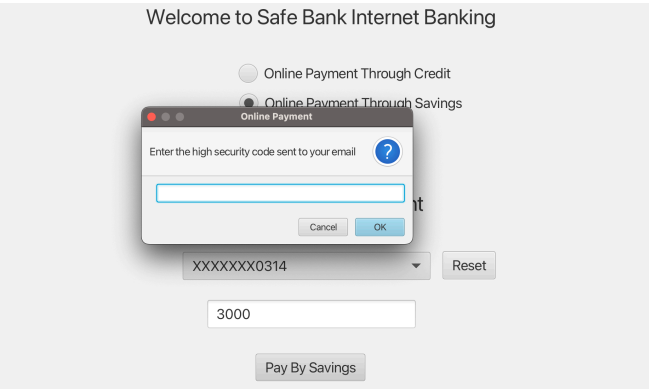 Welcome to Safe Bank Internet Banking
Online Payment Through Credit
Online Payment Through Savings
Online Payment
Enter the high security code sent to your email
?
Cancel
OK
XXXXXXX0314
Reset
3000
Pay By Savings